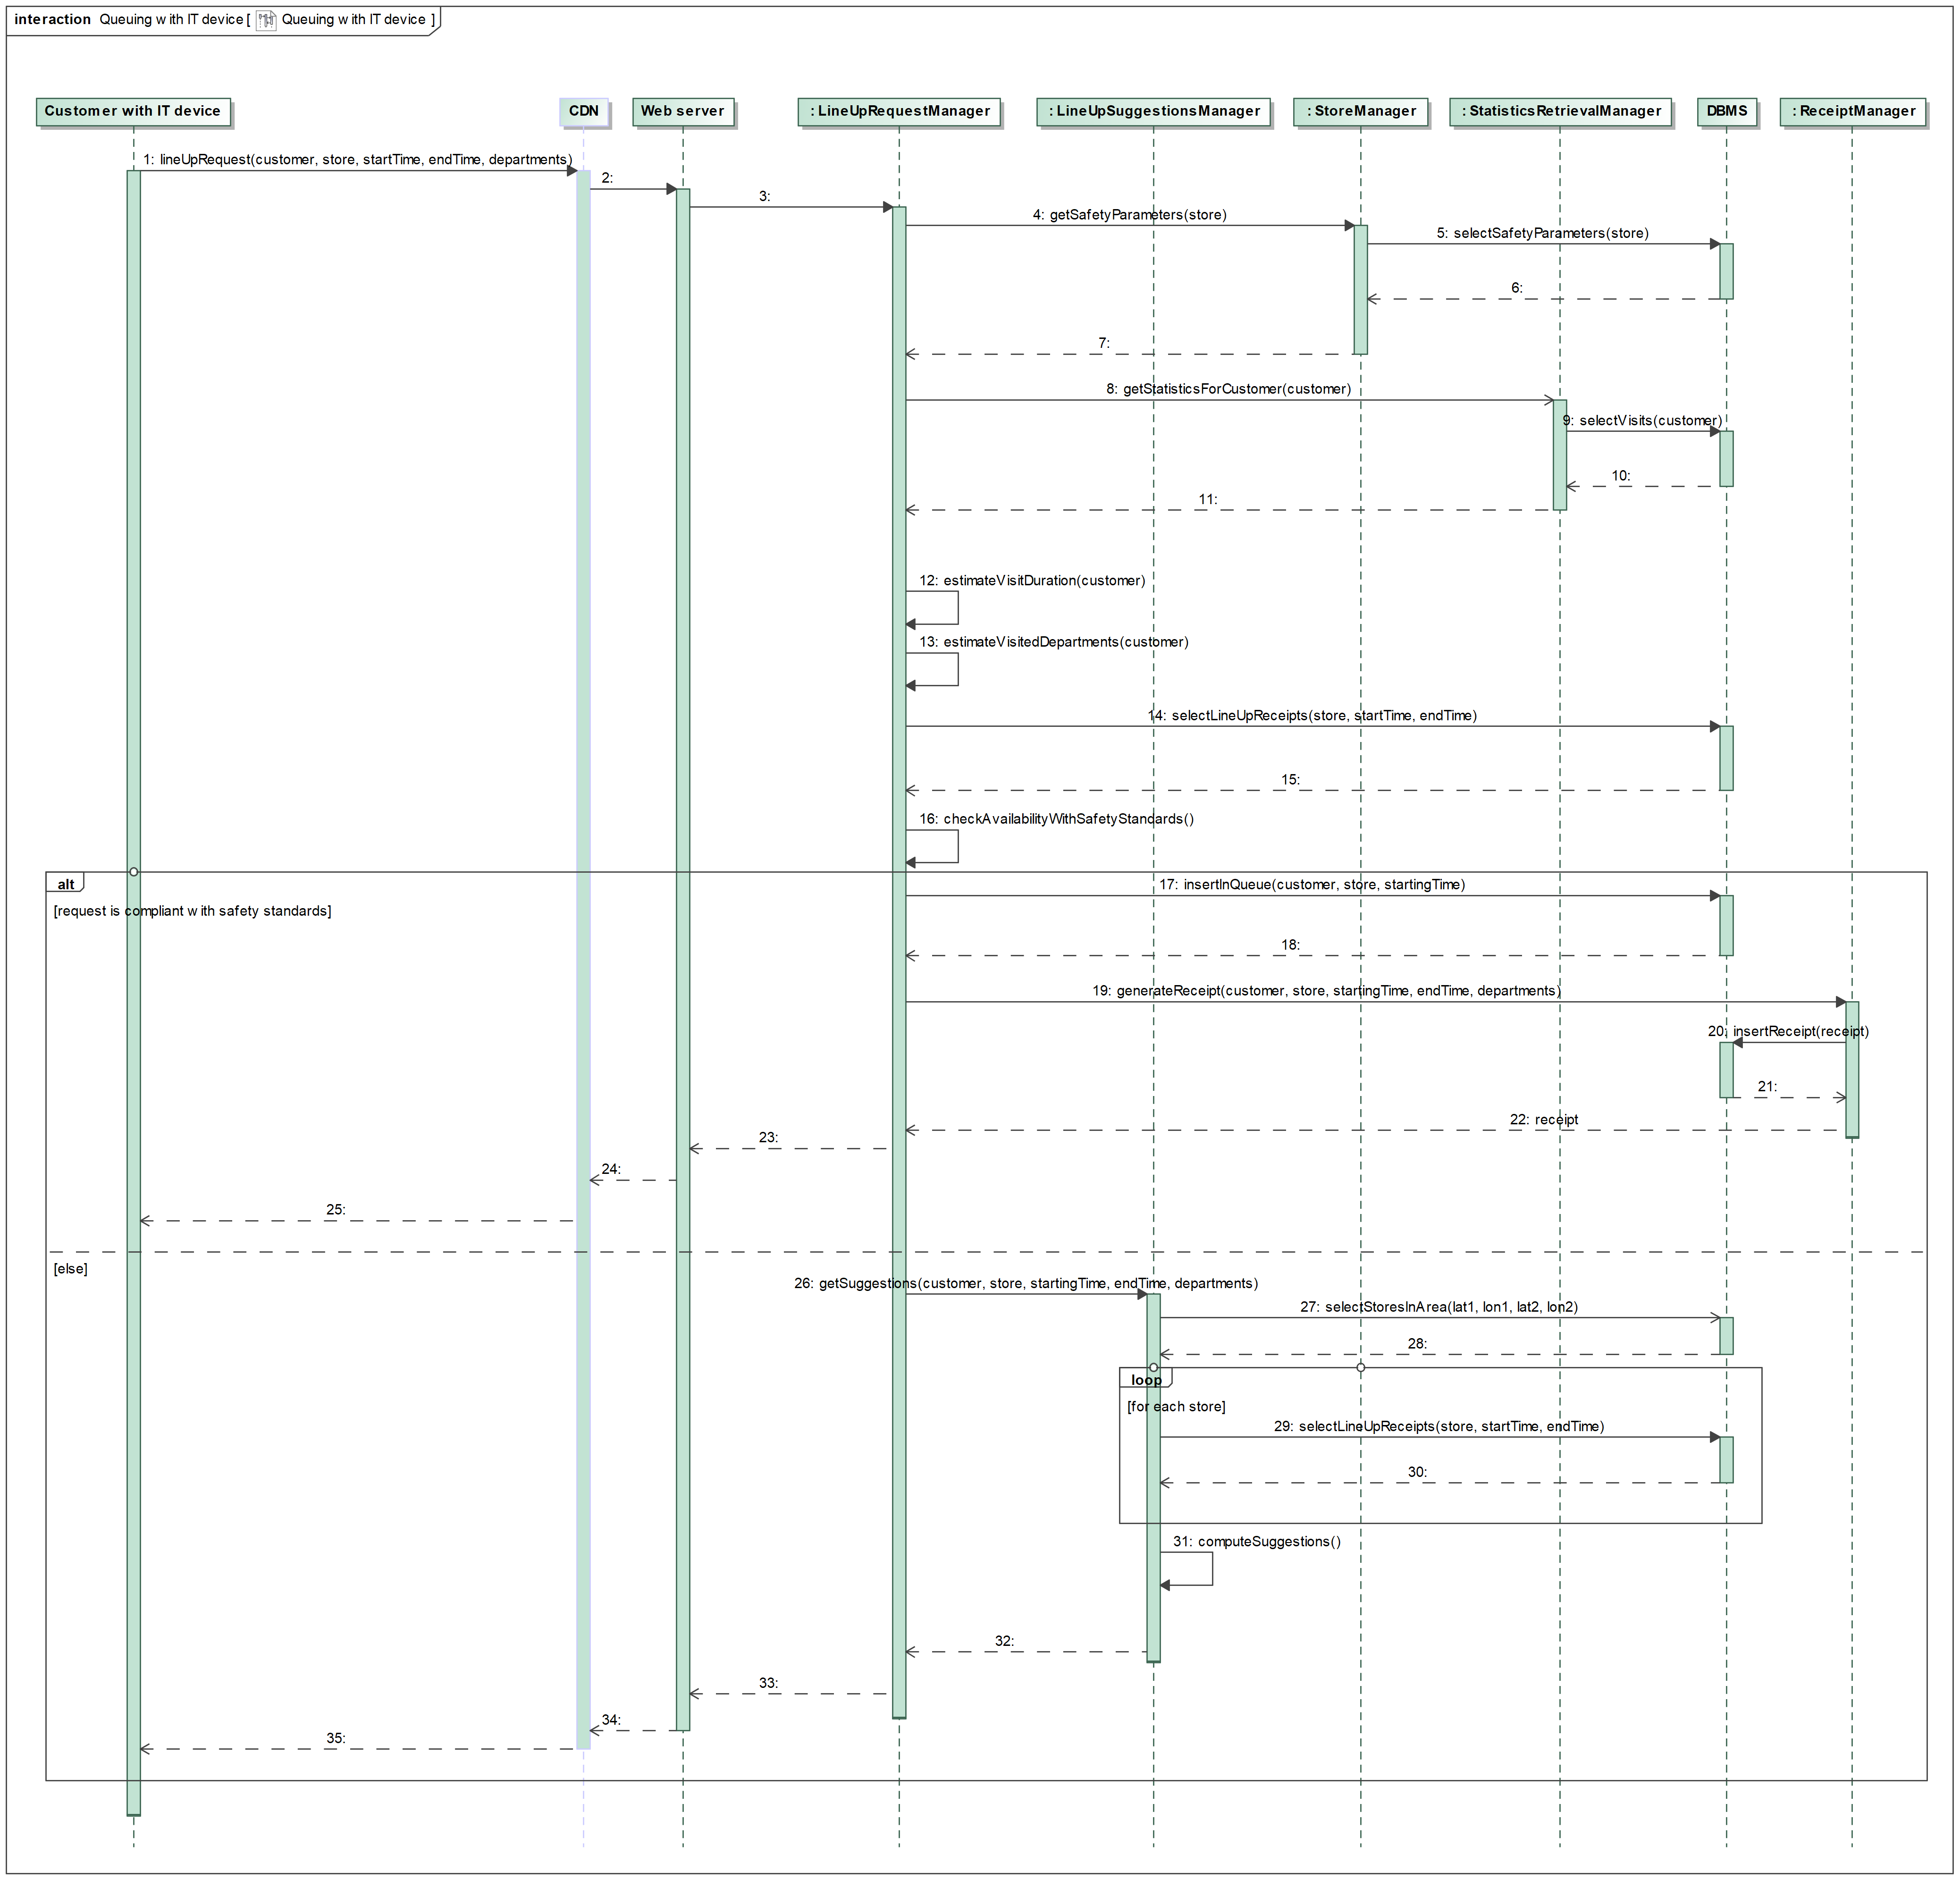 interaction Queuing with IT device [ Queuing with IT device ]
Customer with IT device
CDN
Web server
: LineUpRequestManager
: LineUpSuggestionsManager
: StoreManager
: StatisticsRetrievalManager
DBMS
: ReceiptManager
1: lineUpRequest(customer, store, startTime, endTime, departments)
2:
3:
4: getSafetyParameters(store)
5: selectSafetyParameters(store)
6:
7:
8: getStatisticsForCustomer(customer)
9: selectVisits(customer)
10:
11:
12: estimateVisitDuration(customer)
13: estimateVisitedDepartments(customer)
14: selectLineUpReceipts(store, startTime, endTime)
15:
16: checkAvailabilityWithSafetyStandards()
alt
17: insertInQueue(customer, store, startingTime)
[request is compliant with safety standards]
18:
19: generateReceipt(customer, store, startingTime, endTime, departments)
20: insertReceipt(receipt)
21:
22: receipt
23:
24:
25:
[else]
26: getSuggestions(customer, store, startingTime, endTime, departments)
27: selectStoresInArea(lat1, lon1, lat2, lon2)
28:
loop
[for each store]
29: selectLineUpReceipts(store, startTime, endTime)
30:
31: computeSuggestions()
32:
33:
34:
35: